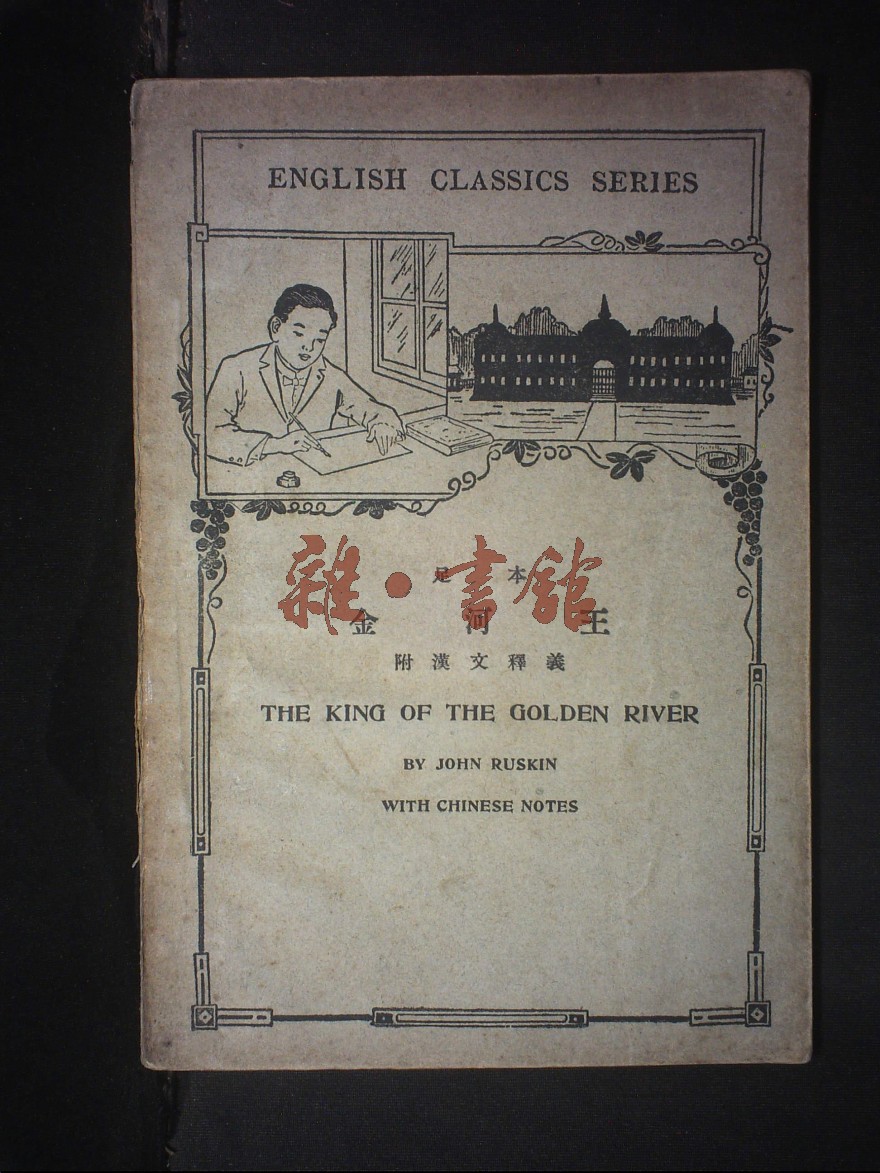 ENGLISH CLASSICS SERIES
足本
雜·書館
金河王
附漢文釋義
THE KING OF THE GOLDEN RIVER
BY JOHN RUSKIN
WITH CHINESE NOTES